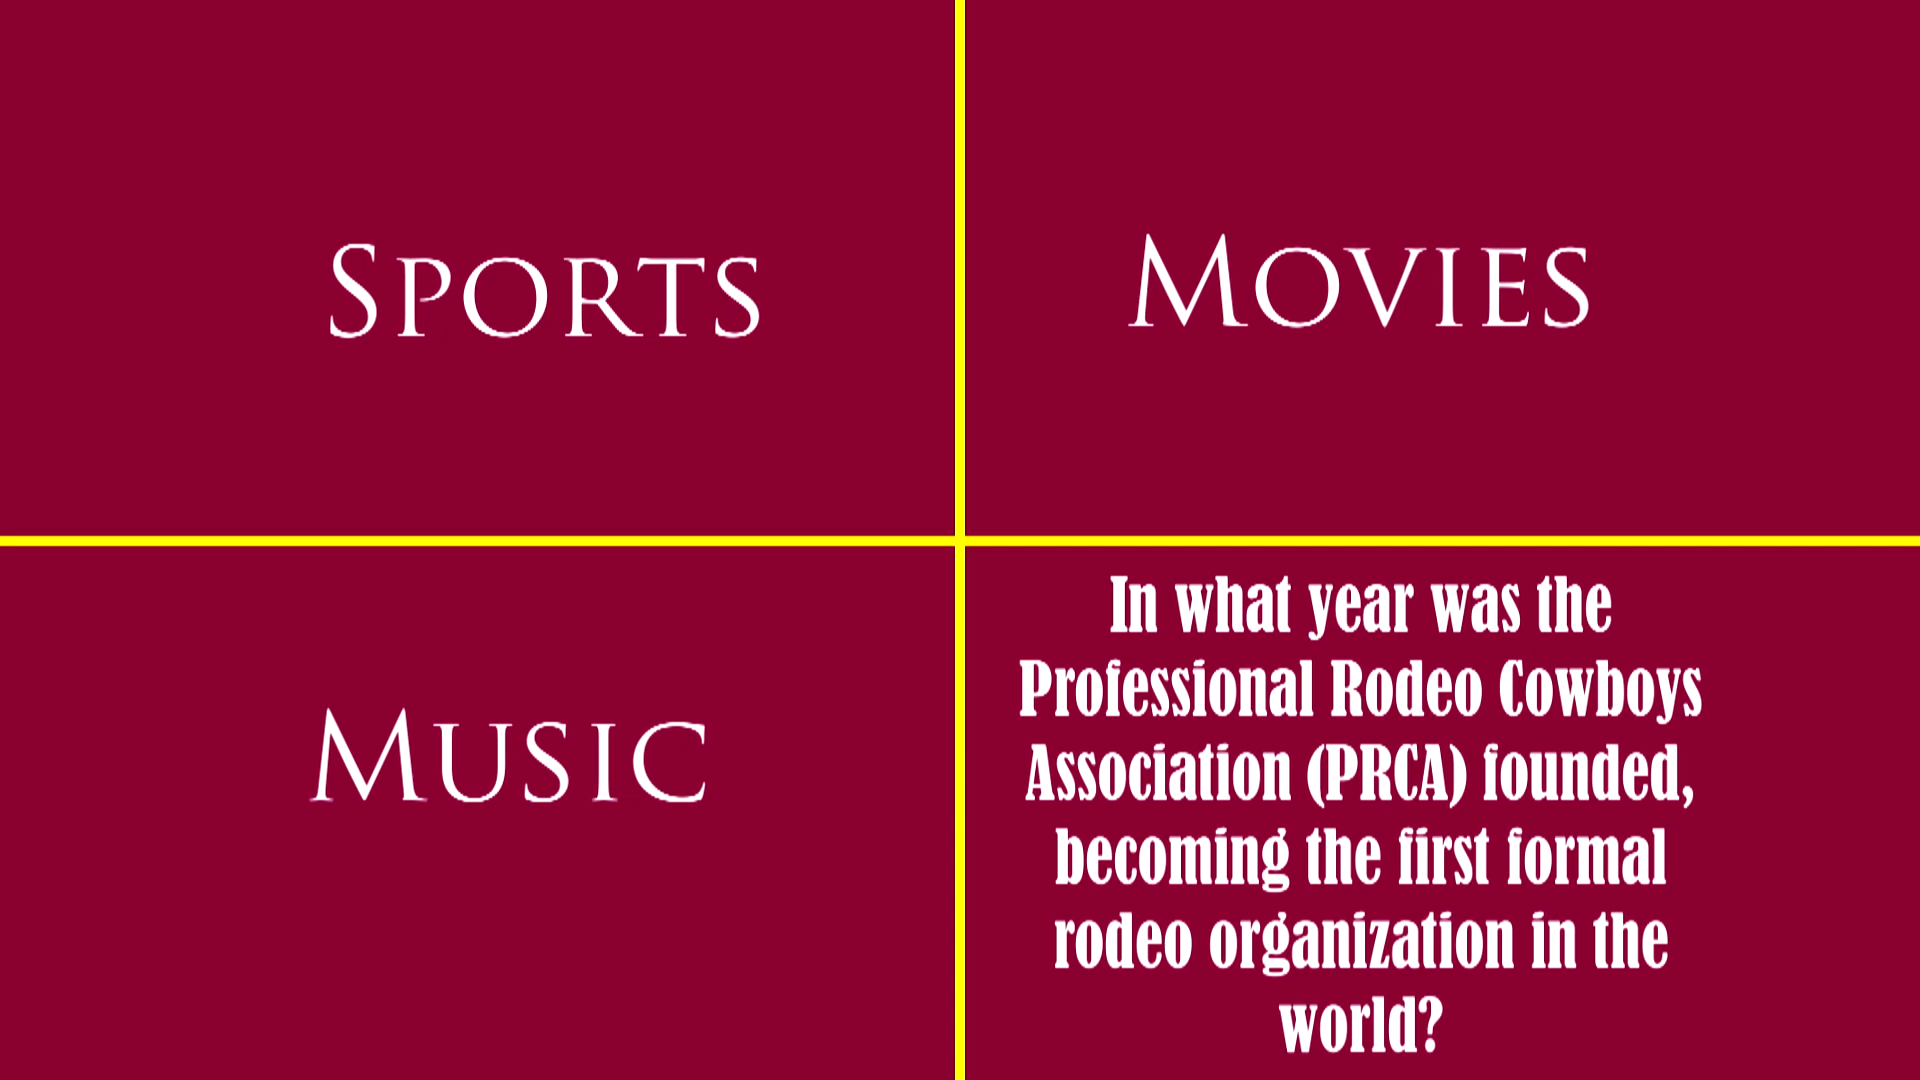 Sports
Movies
Music
In what year was the
Professional Rodeo Cowboys
Association (PRCA) founded,
becoming the first formal
rodeo organization in the
world?